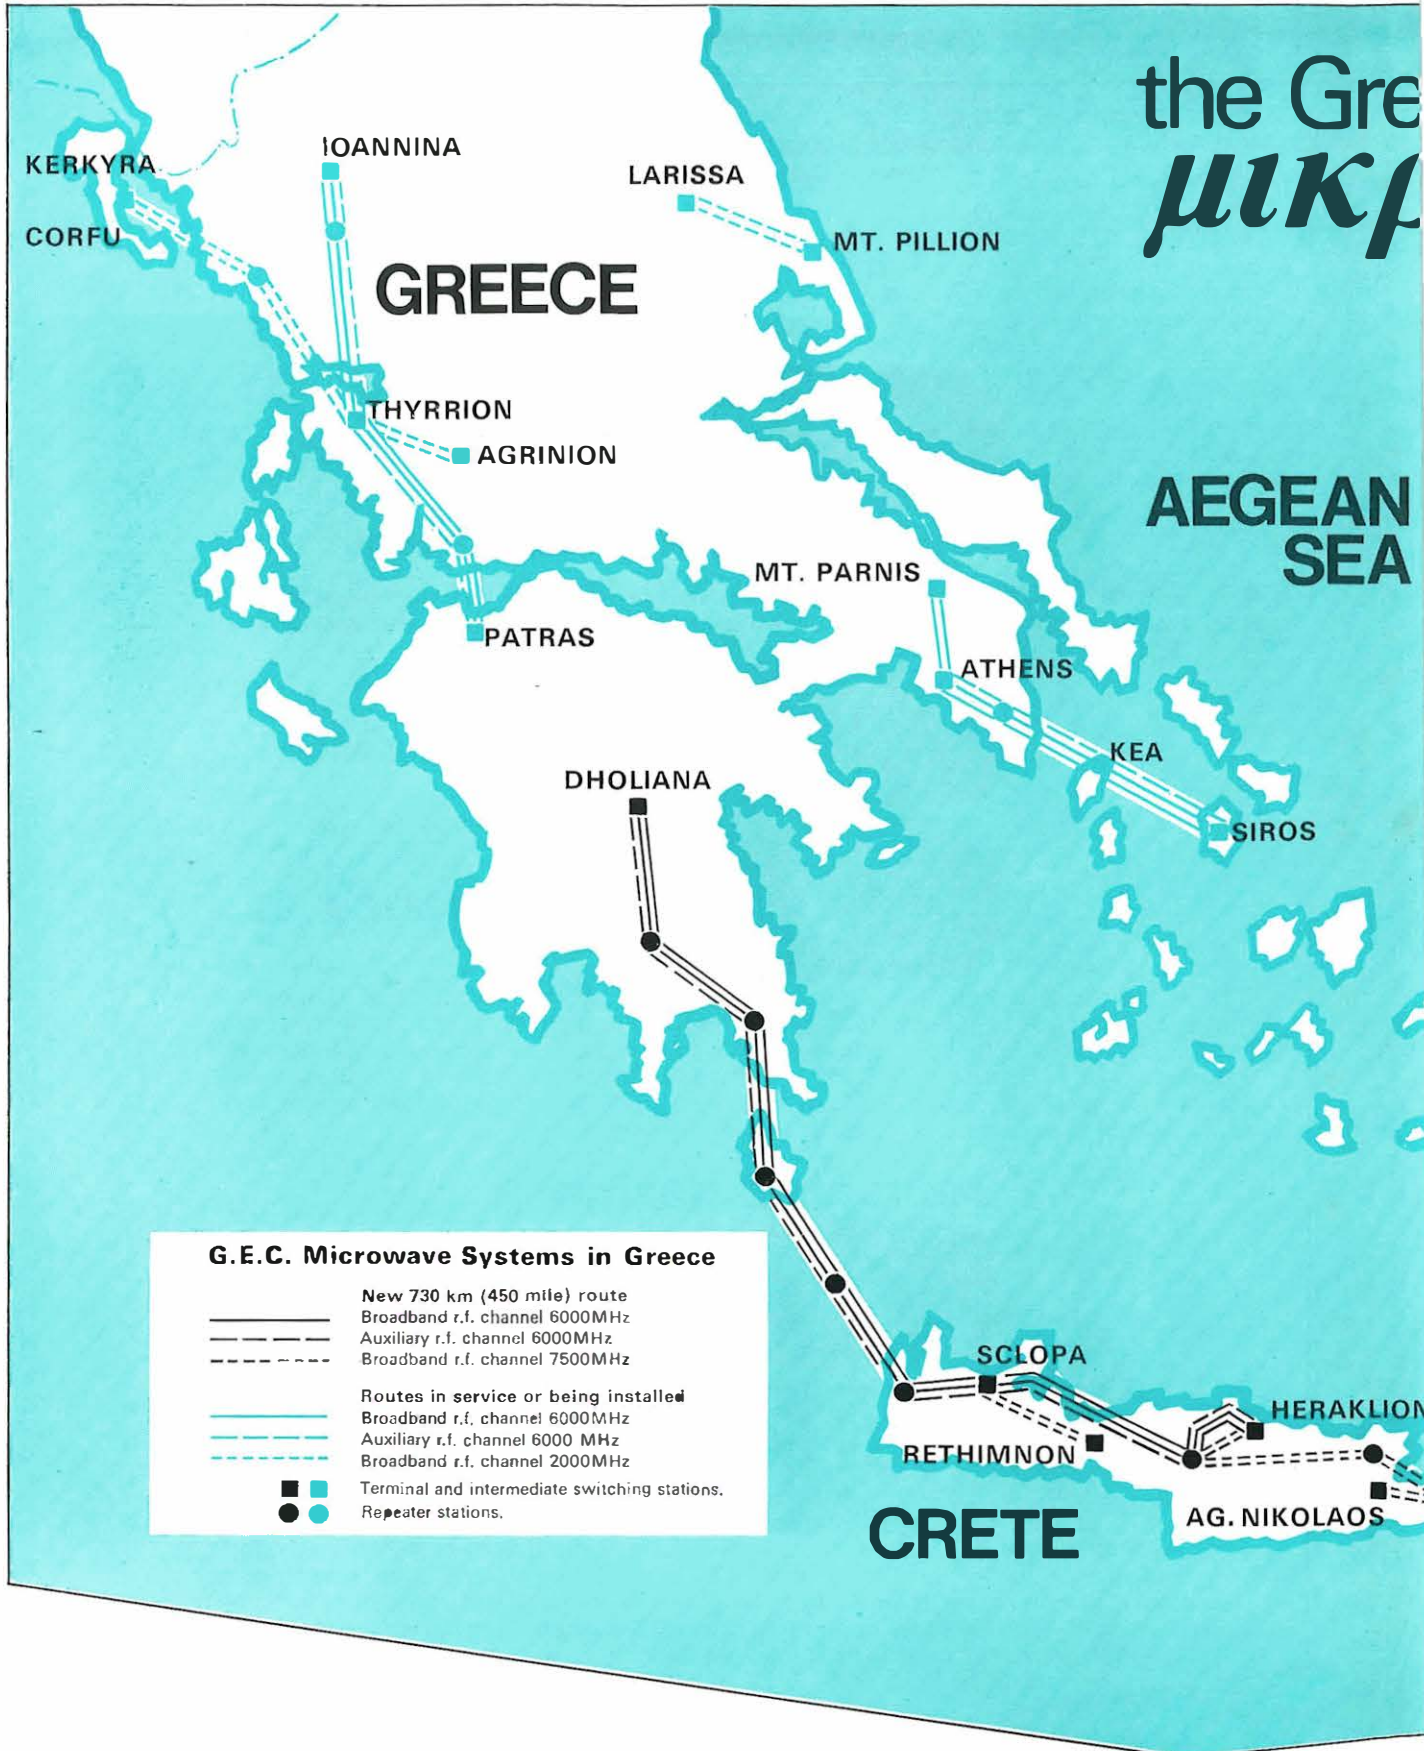 the Gre
μικρ
KERKYRA
CORFU
IOANNINA
LARISSA
MT. PILLION
GREECE
THYRRION
AGRINION
AEGEAN
SEA
MT. PARNIS
PATRAS
ATHENS
KEA
SIROS
DHOLIANA
G.E.C. Microwave Systems in Greece
New 730 km (450 mile) route
Broadband r.f. channel 6000MHz
Auxiliary r.f. channel 6000MHz
Broadband r.f. channel 7500MHz
Routes in service or being installed
Broadband r.f. channel 6000MHz
Auxiliary r.f. channel 6000 MHz
Broadband r.f. channel 2000MHz
Terminal and intermediate switching stations.
Repeater stations.
SCLOPA
HERAKLION
RETHIMNON
AG. NIKOLAOS
CRETE